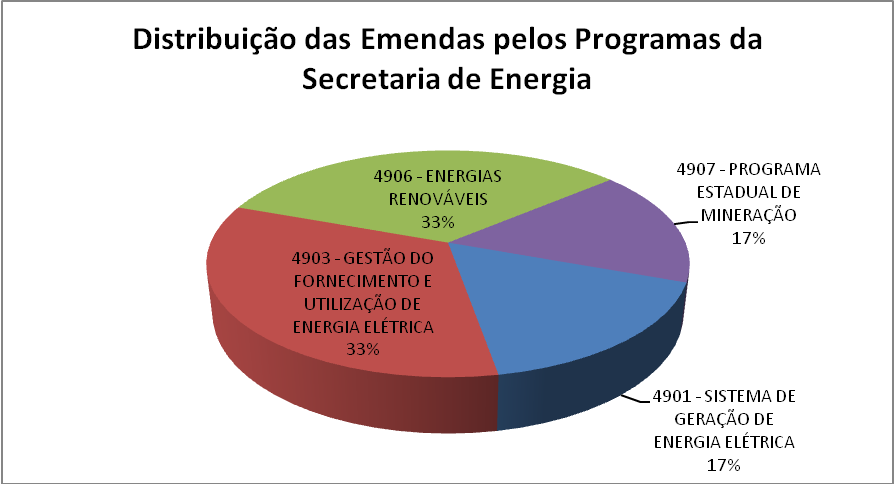 Distribuição das Emendas pelos Programas da
Secretaria de Energia
4906 - ENERGIAS
RENOVÁVEIS
33%
4907 - PROGRAMA
ESTADUAL DE
MINERAÇÃO
17%
4903 - GESTÃO DO
FORNECIMENTO E
UTILIZAÇÃO DE
ENERGIA ELÉTRICA
33%
4901 - SISTEMA DE
GERAÇÃO DE
ENERGIA ELÉTRICA
17%